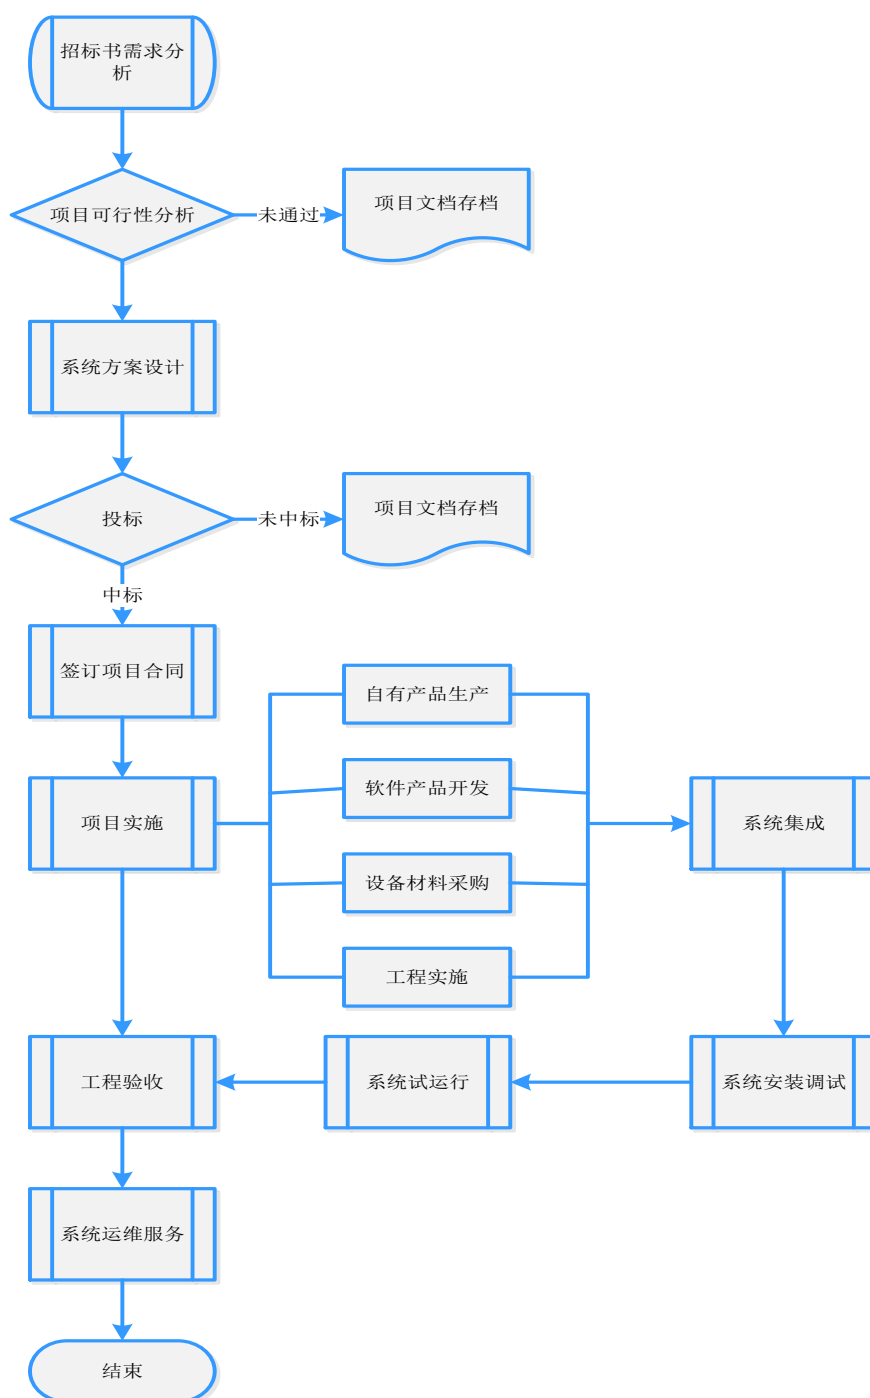 招标书需求分
析
项目可行性分析
未通过
项目文档存档
系统方案设计
投标
未中标
项目文档存档
中标
签订项目合同
自有产品生产
软件产品开发
项目实施
系统集成
设备材料采购
工程实施
工程验收
系统试运行
系统安装调试
系统运维服务
结束